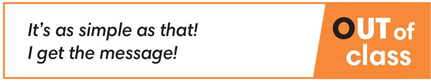 It's as simple as that!
I get the message!
OUT of
class